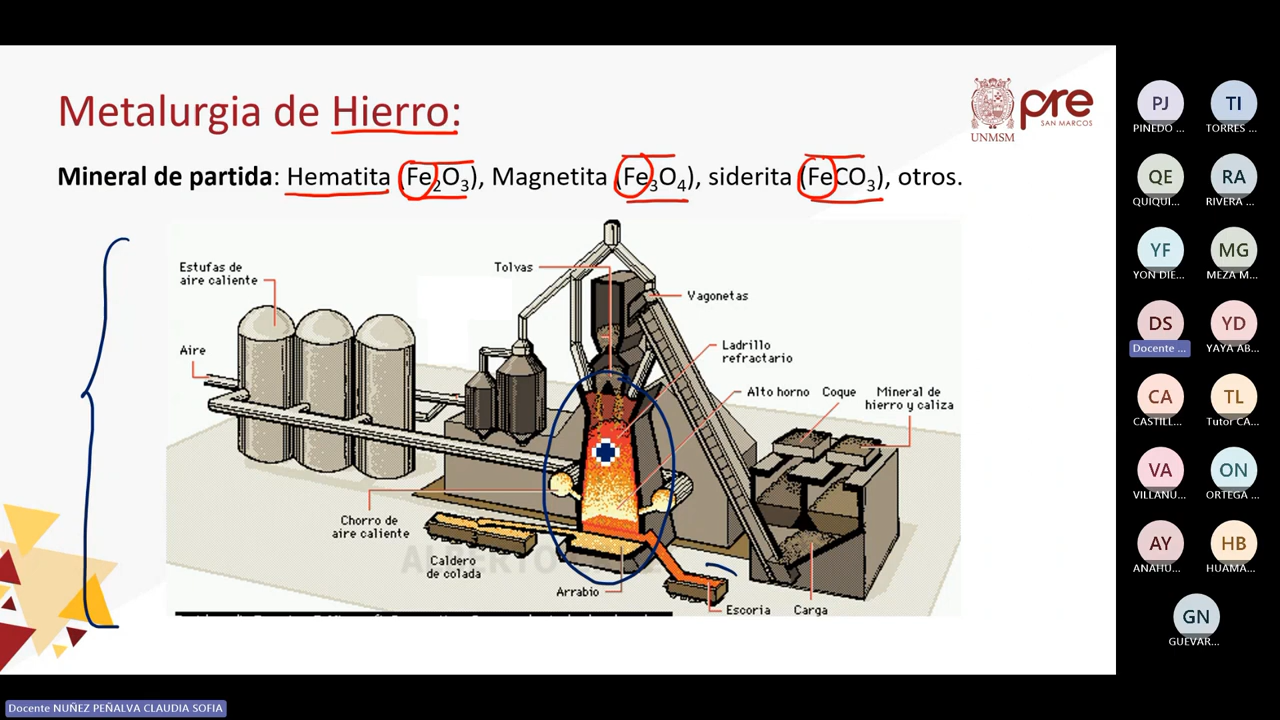 Metalurgia de Hierro:
pre
SAN MARCOS
UNMSM
Mineral de partida: Hematita (Fe₂O₃), Magnetita (Fe₃O₄), siderita (FeCO₃), otros.
Estufas de
aire caliente
Tolvas
Vagonetas
Aire
Ladrillo
refractario
Alto horno
Coque
Mineral de
hierro y caliza
Chorro de
aire caliente
Caldero
de colada
Arrabio
Escoria
Carga
PJ
PINEDO ...
TI
TORRES ...
QE
QUIQUI...
RA
RIVERA ...
YF
YON DIE...
MG
MEZA M...
DS
Docente ...
YD
YAYA AB...
CA
CASTILL...
TL
Tutor CA...
VA
VILLANU...
ON
ORTEGA ...
AY
ANAHU...
HB
HUAMA...
GN
GUEVAR...
Docente NUÑEZ PEÑALVA CLAUDIA SOFIA